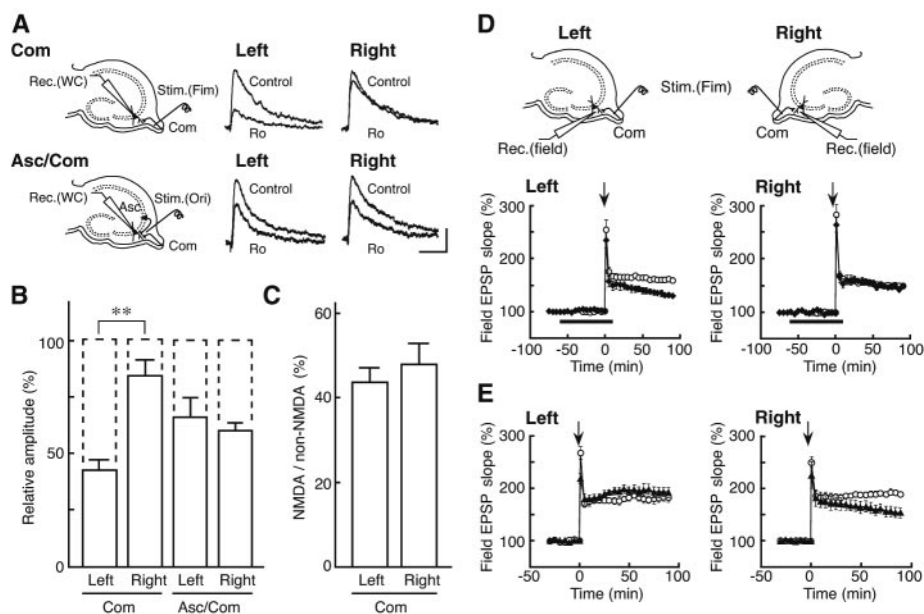 A
Com
Left
Right
Rec.(WC)
Stim.(Fim)
Com
Control
Ro
Control
Ro
Asc/Com
Left
Right
Rec.(WC)
Asc
Stim.(Ori)
Com
Control
Ro
Control
Ro
B
**
Relative amplitude (%)
100
50
0
Left
Right
Left
Right
Com
Asc/Com
C
NMDA / non-NMDA (%)
60
40
20
0
Left
Right
Com
D
Left
Right
Stim.(Fim)
Com
Com
Rec.(field)
Rec.(field)
Left
Field EPSP slope (%)
300
200
100
-100
0
100
Time (min)
Right
Field EPSP slope (%)
300
200
100
-100
0
100
Time (min)
E
Left
Field EPSP slope (%)
300
200
100
-50
0
50
100
Time (min)
Right
Field EPSP slope (%)
300
200
100
-50
0
50
100
Time (min)